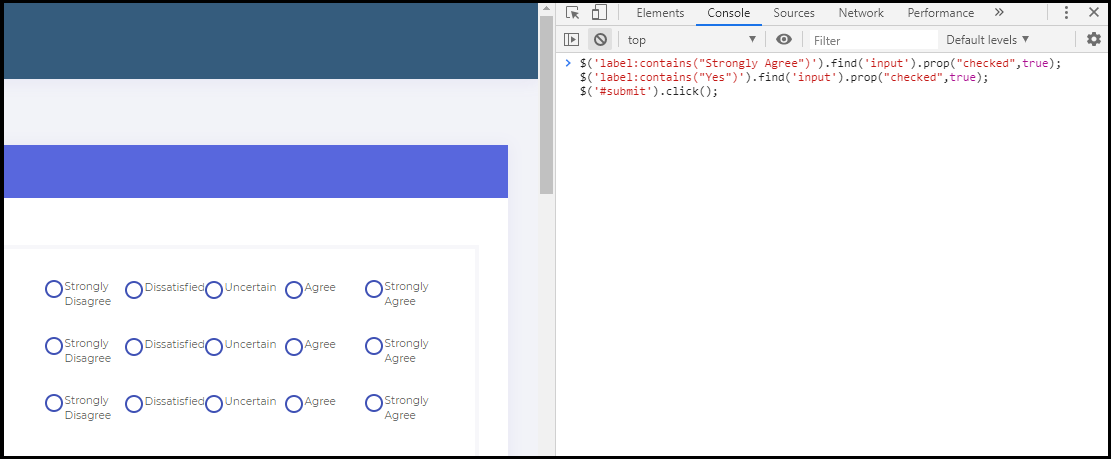 Elements Console Sources Network Performance »
top Filter Default levels ▼
> $('label:contains("Strongly Agree")').find('input').prop("checked",true);
$('label:contains("Yes")').find('input').prop("checked",true);
$('#submit').click();
Strongly Disagree Dissatisfied Uncertain Agree Strongly Agree
Strongly Disagree Dissatisfied Uncertain Agree Strongly Agree
Strongly Disagree Dissatisfied Uncertain Agree Strongly Agree